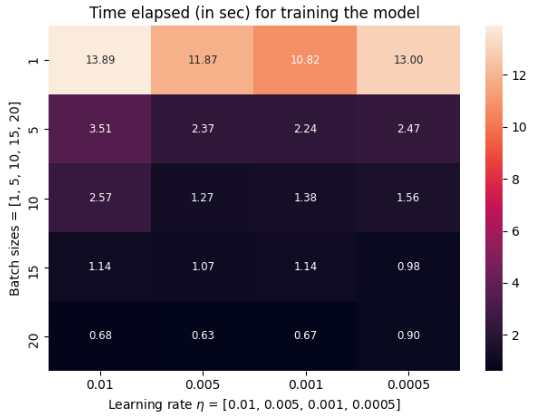 Time elapsed (in sec) for training the model
1 13.89 11.87 10.82 13.00
5 3.51 2.37 2.24 2.47
10 2.57 1.27 1.38 1.56
15 1.14 1.07 1.14 0.98
20 0.68 0.63 0.67 0.90
0.01 0.005 0.001 0.0005
Learning rate η = [0.01, 0.005, 0.001, 0.0005]
Batch sizes = [1, 5, 10, 15, 20]
12
10
8
6
4
2